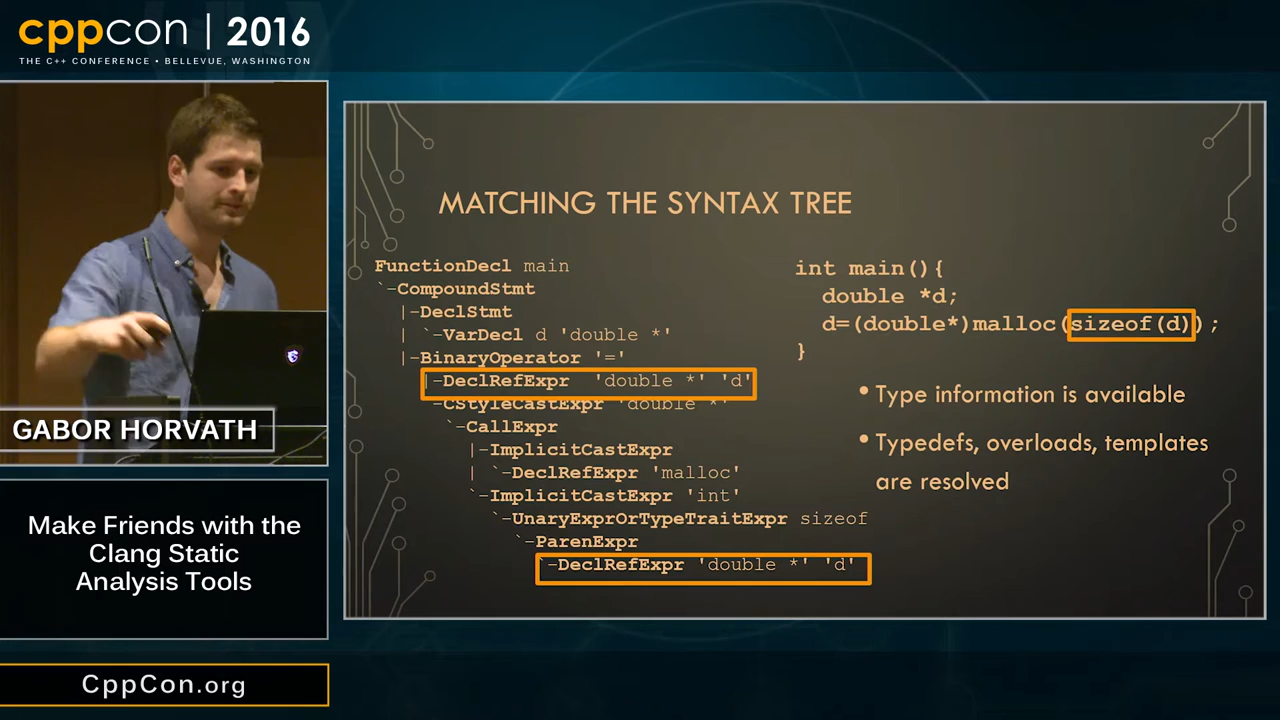 cppcon | 2016
THE C++ CONFERENCE • BELLEVUE, WASHINGTON
GABOR HORVATH
Make Friends with the
Clang Static
Analysis Tools
CppCon.org
MATCHING THE SYNTAX TREE
FunctionDecl main
`-CompoundStmt
|-DeclStmt
| `-VarDecl d 'double *'
|-BinaryOperator '='
|-DeclRefExpr 'double *' 'd'
-CStyleCastExpr 'double *'
`-CallExpr
|-ImplicitCastExpr
| `-DeclRefExpr 'malloc'
`-ImplicitCastExpr 'int'
`-UnaryExprOrTypeTraitExpr sizeof
`-ParenExpr
`-DeclRefExpr 'double *' 'd'
int main(){
double *d;
d=(double*)malloc(sizeof(d));
}
• Type information is available
• Typedefs, overloads, templates
are resolved